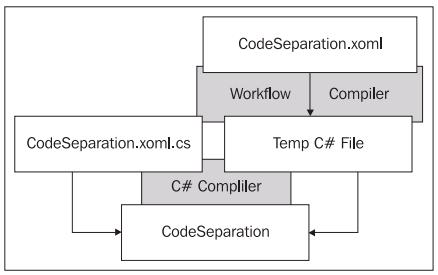 CodeSeparation.xoml
Workflow Compiler
CodeSeparation.xoml.cs
Temp C# File
C# Compliler
CodeSeparation